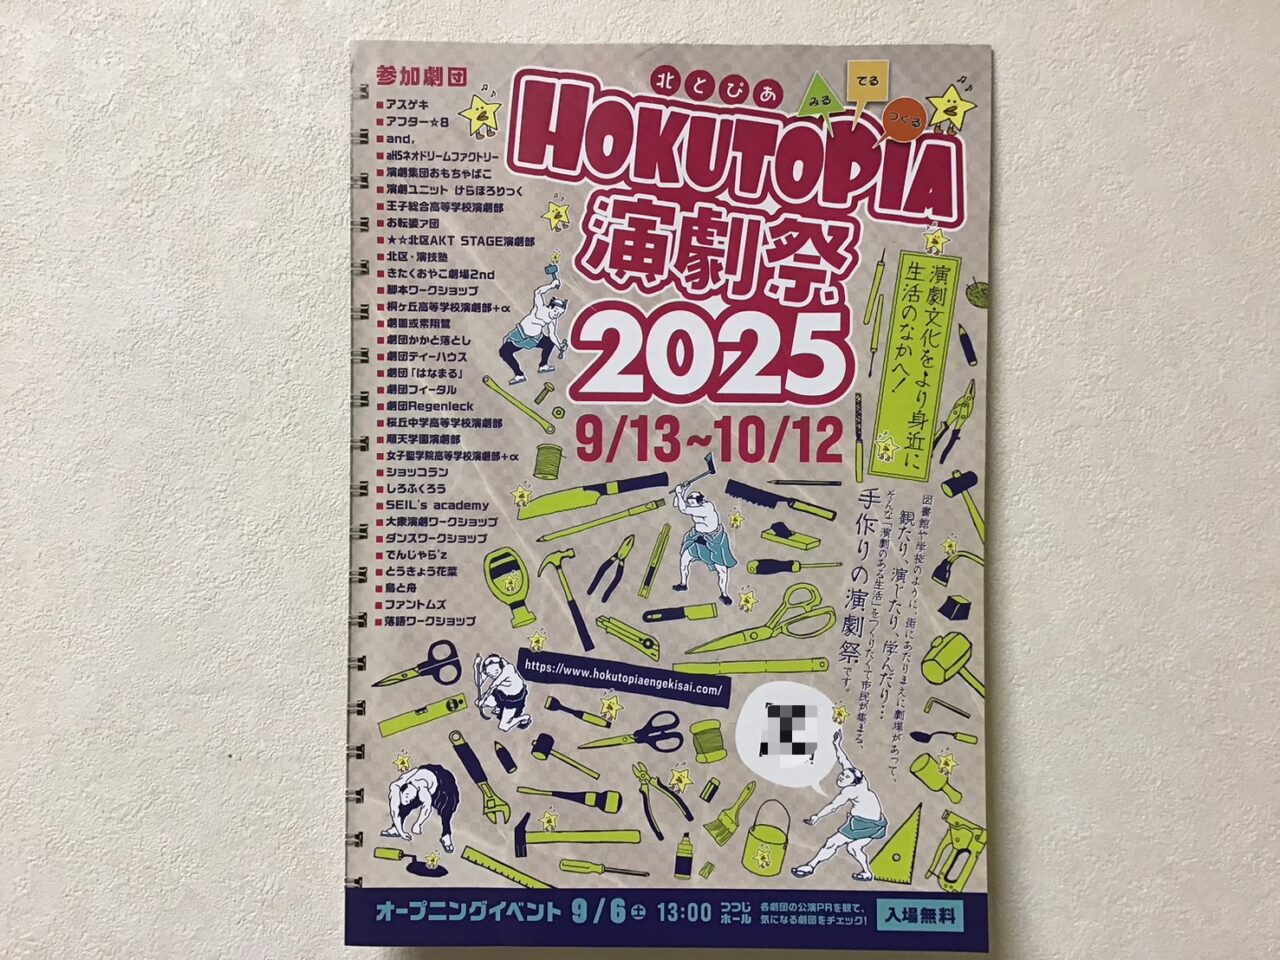 参加劇団
アスゲキ
アフター☆8
and,
aH5ネオドリームファクトリー
演劇集団おもちゃばこ
演劇ユニット けらほろりっく
王子総合高等学校演劇部
お転婆ア団
★☆北区AKT STAGE演劇部
北区・演技塾
きたくおやこ劇場2nd
脚本ワークショップ
桐ヶ丘高等学校演劇部+α
劇團或素翔鷺
劇団かかと落とし
劇団ティーハウス
劇団「はなまる」
劇団フィータル
劇団Regenleck
桜丘中学高等学校演劇部
順天学園演劇部
女子聖学院高等学校演劇部+α
ショッコラン
しろふくろう
SEIL's academy
大衆演劇ワークショップ
ダンスワークショップ
でんじゃら'z
とうきょう花菜
鳥と舟
ファントムズ
落語ワークショップ
北とぴあ
みる
でる
つくる
HOKUTOPIA
演劇祭
2025
9/13~10/12
演劇文化をより身近に
生活のなかへ!
図書館や学校のように、街にあたりまえに劇場があって、
観たり、演じたり、学んだり…
そんな「演劇のある生活」をつくりたくて市民が集まる、
手作りの演劇祭です。
https://www.hokutopiaengekisai.com/
オープニングイベント 9/6土 13:00 つつじホール
各劇団の公演PRを観て、
気になる劇団をチェック!
入場無料